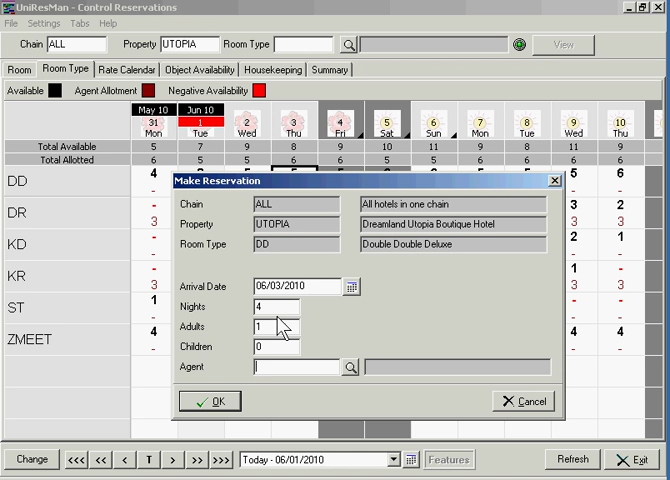 UniResMan - Control Reservations
File Settings Tabs Help
Chain ALL Property UTOPIA Room Type View
Room Room Type Rate Calendar Object Availability Housekeeping Summary
Available Agent Allotment Negative Availability
May 10 Jun 10
31 1 2 3 4 5 6 7 8 9 10
Mon Tue Wed Thu Fri Sat Sun Mon Tue Wed Thu
Total Available 5 7 9 8 9 10 11 9 9 11 9
Total Allotted 6 5 5 6 6 6 6 6 6 6 6
DD 4 5 6
- - -
DR - 3 2
3 - -
KD - 2 1
3 - -
KR - 1 -
3 - 3
ST 1
-
ZMEET 4 4 4
- - -
Make Reservation
Chain ALL All hotels in one chain
Property UTOPIA Dreamland Utopia Boutique Hotel
Room Type DD Double Double Deluxe
Arrival Date 06/03/2010
Nights 4
Adults 1
Children 0
Agent
OK Cancel
Change <<< << < T > >> >>> Today - 06/01/2010 Features Refresh Exit